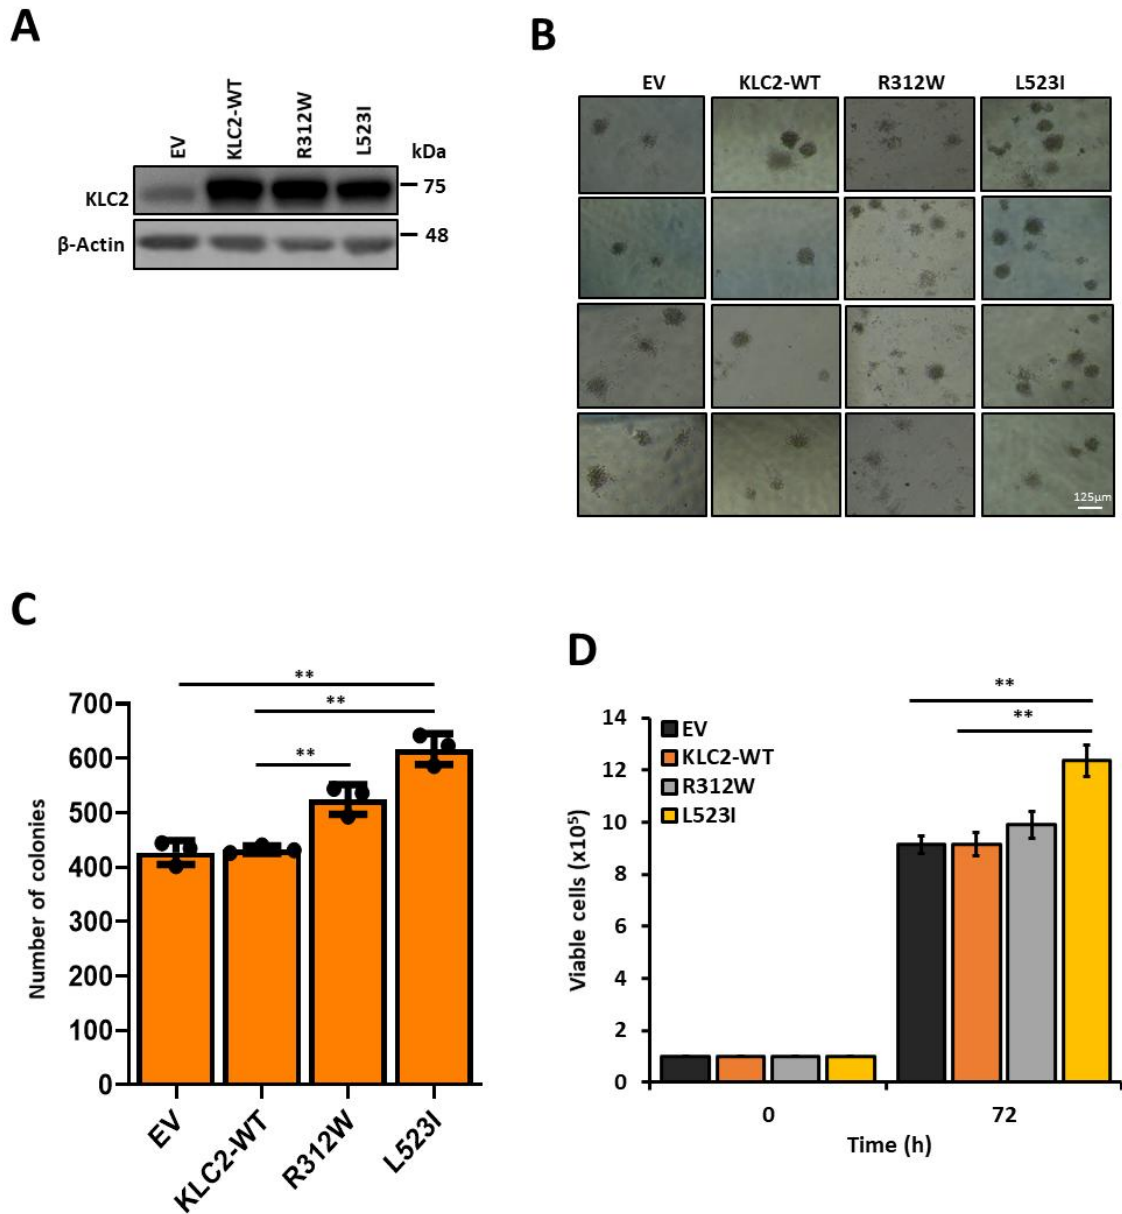 A
EV
KLC2-WT
R312W
L523I
kDa
KLC2
75
β-Actin
48
B
EV KLC2-WT R312W L523I
125µm
C
**
**
**
700
600
500
400
300
200
100
0
Number of colonies
EV
KLC2-WT
R312W
L523I
D
**
**
14
12
10
8
6
4
2
0
Viable cells (x10⁵)
EV
KLC2-WT
R312W
L523I
0 72
Time (h)